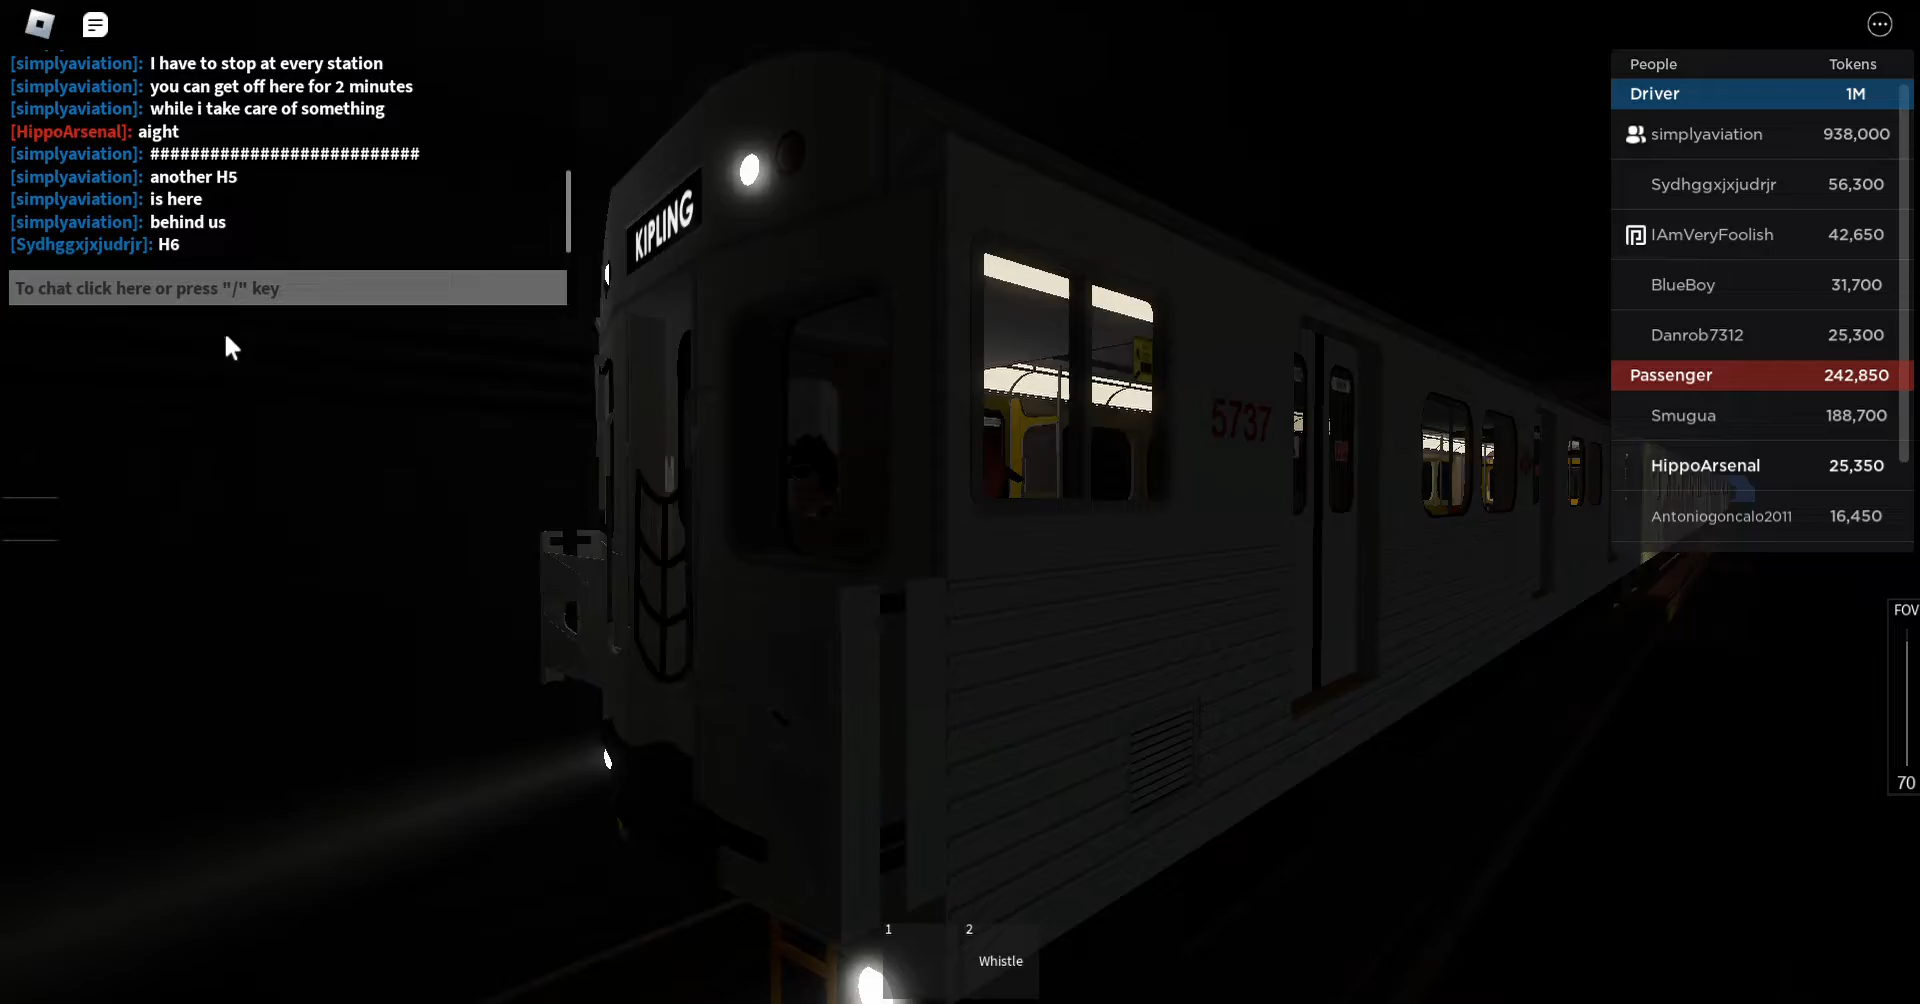 [simplyaviation]: I have to stop at every station
[simplyaviation]: you can get off here for 2 minutes
[simplyaviation]: while i take care of something
[HippoArsenal]: aight
[simplyaviation]: ###########################
[simplyaviation]: another H5
[simplyaviation]: is here
[simplyaviation]: behind us
[Sydhggxjxjudrjr]: H6
To chat click here or press "/" key
KIPLING
5737
People Tokens
Driver 1M
simplyaviation 938,000
Sydhggxjxjudrjr 56,300
IAmVeryFoolish 42,650
BlueBoy 31,700
Danrob7312 25,300
Passenger 242,850
Smugua 188,700
HippoArsenal 25,350
Antoniogoncalo2011 16,450
FOV
70
1 2
Whistle